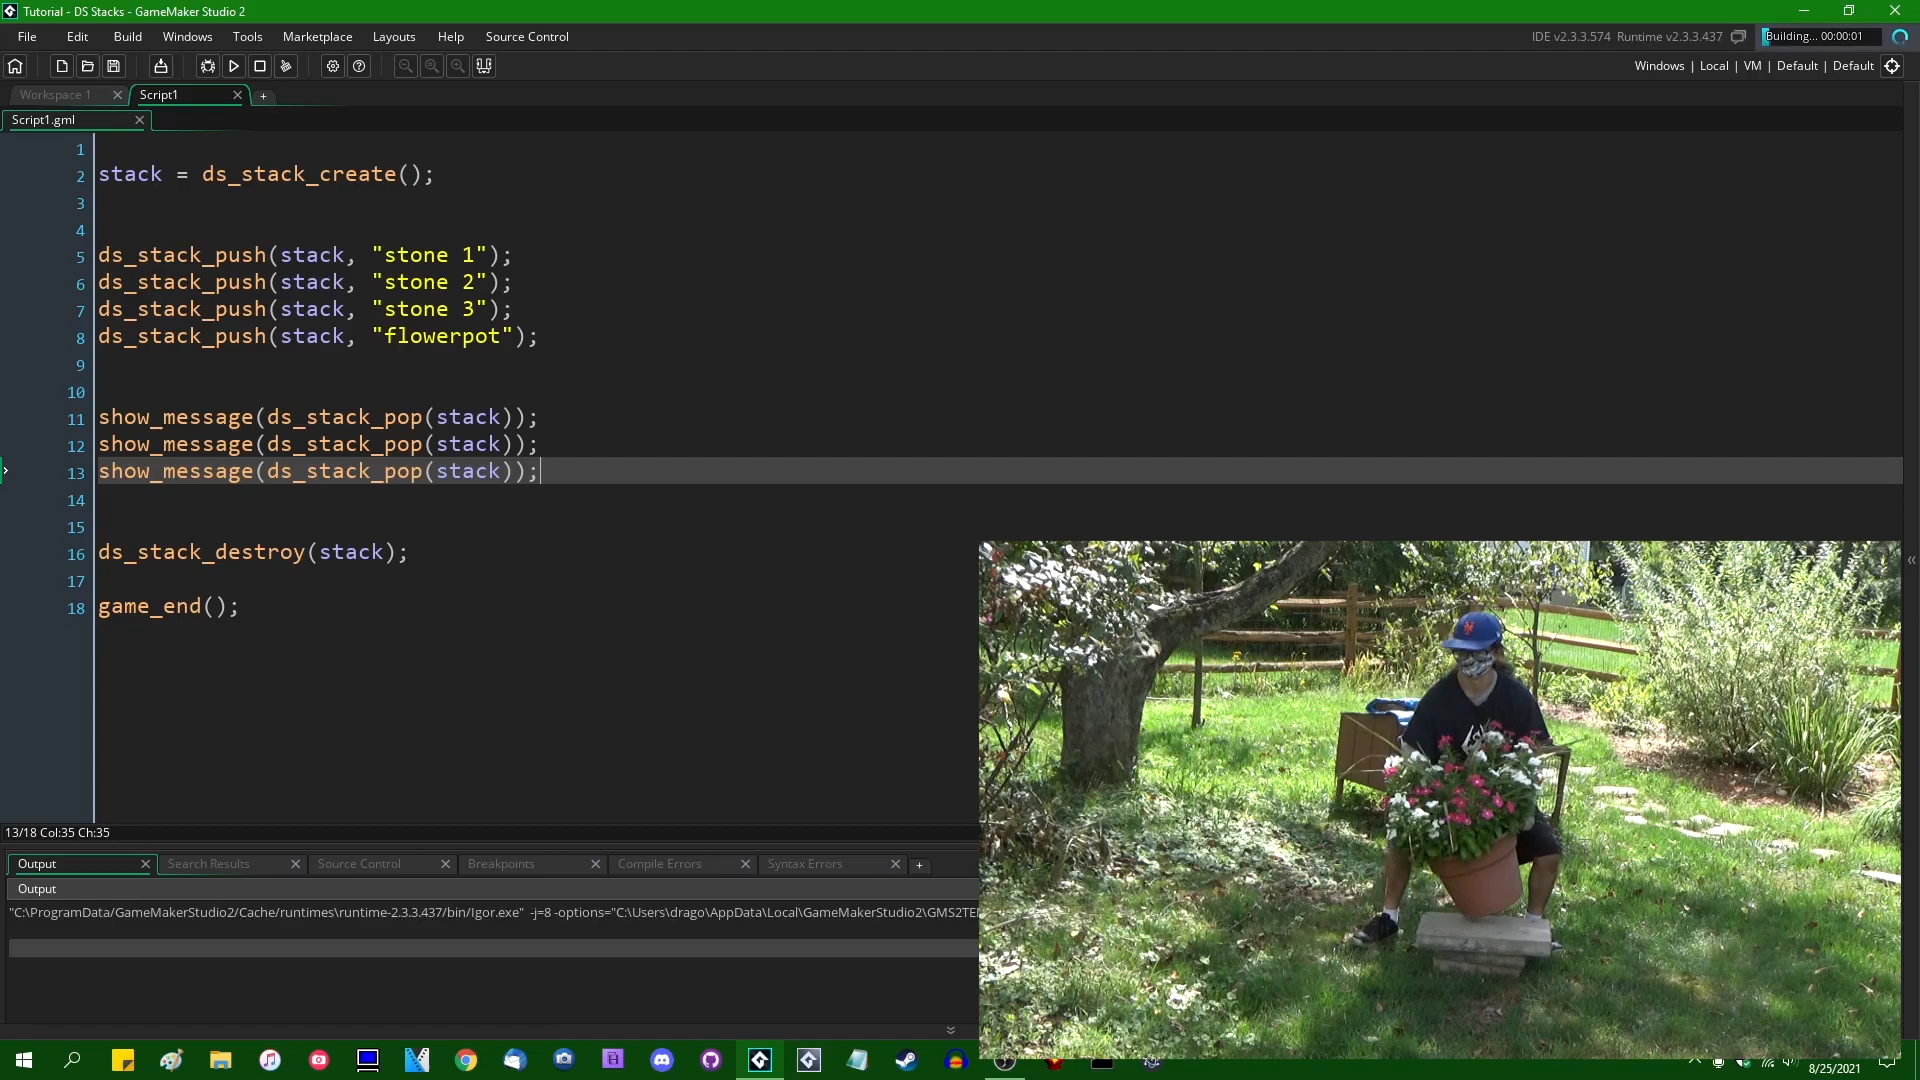 Tutorial - DS Stacks - GameMaker Studio 2
File Edit Build Windows Tools Marketplace Layouts Help Source Control
IDE v2.3.3.574 Runtime v2.3.3.437
Building... 00:00:01
Windows | Local | VM | Default | Default
Workspace 1
Script1
Script1.gml
1
2 stack = ds_stack_create();
3
4
5 ds_stack_push(stack, "stone 1");
6 ds_stack_push(stack, "stone 2");
7 ds_stack_push(stack, "stone 3");
8 ds_stack_push(stack, "flowerpot");
9
10
11 show_message(ds_stack_pop(stack));
12 show_message(ds_stack_pop(stack));
13 show_message(ds_stack_pop(stack));
14
15
16 ds_stack_destroy(stack);
17
18 game_end();
13/18 Col:35 Ch:35
Output Search Results Source Control Breakpoints Compile Errors Syntax Errors
Output
"C:\ProgramData/GameMakerStudio2/Cache/runtimes\runtime-2.3.3.437/bin/Igor.exe" -j=8 -options="C:\Users\drago\AppData\Local\GameMakerStudio2\GMS2TE
8/25/2021